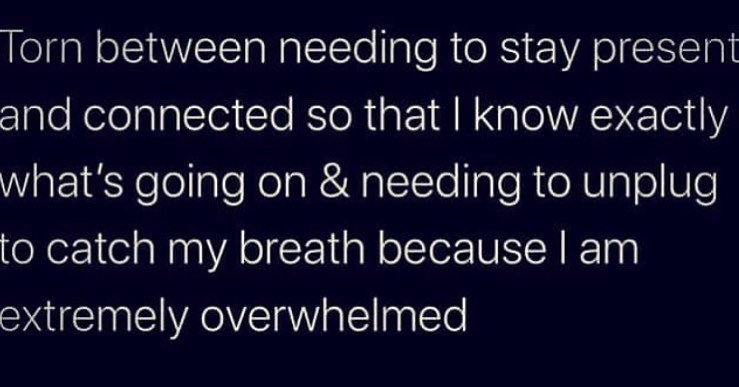 Torn between needing to stay present
and connected so that I know exactly
what's going on & needing to unplug
to catch my breath because I am
extremely overwhelmed